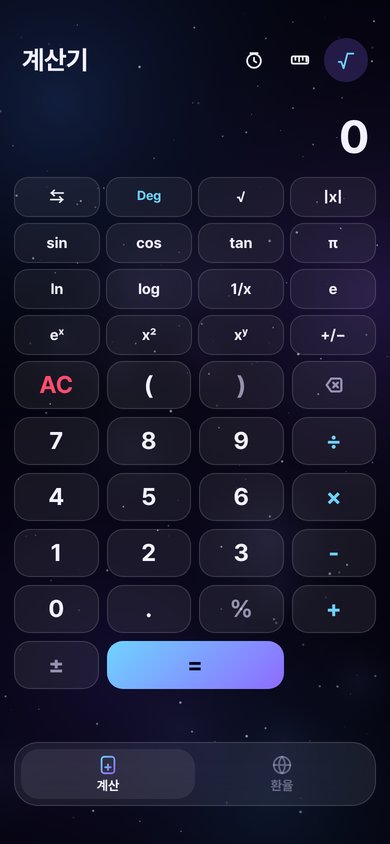 계산기
√
0
⇆ Deg √ |x|
sin cos tan π
ln log 1/x e
eˣ x² xʸ +/−
AC ( ) ⌫
7 8 9 ÷
4 5 6 ×
1 2 3 -
0 . % +
± =
계산 환율